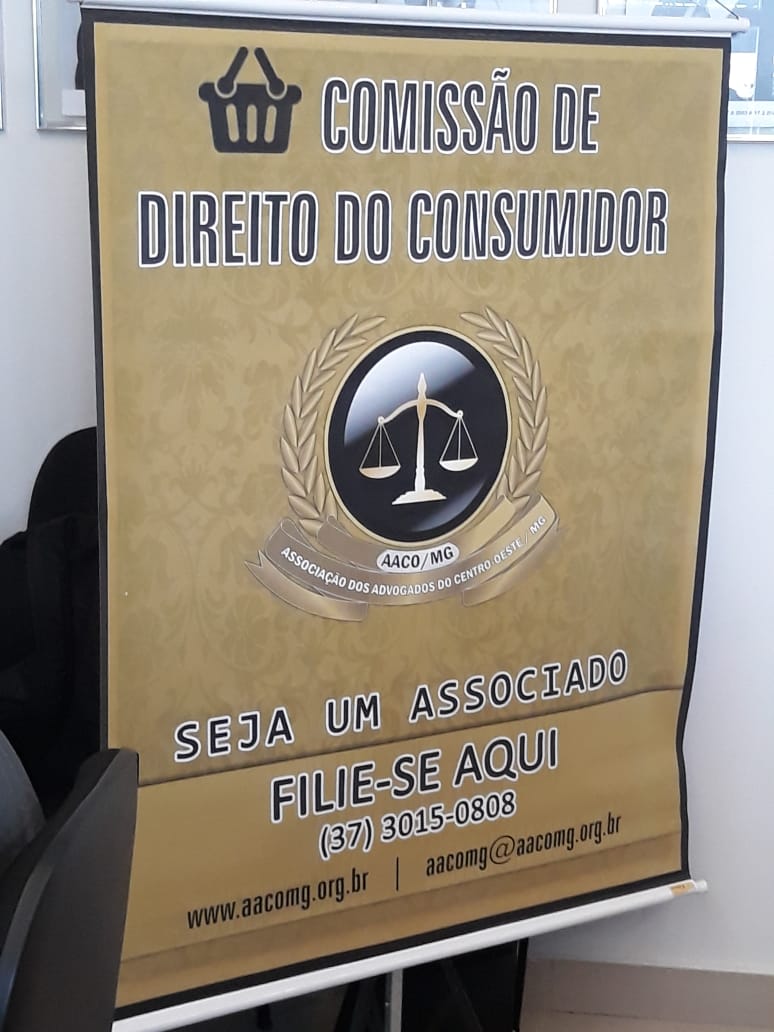 COMISSÃO DE
DIREITO DO CONSUMIDOR
AACO/MG
ASSOCIAÇÃO DOS ADVOGADOS DO CENTRO-OESTE / MG
SEJA UM ASSOCIADO
FILIE-SE AQUI
(37) 3015-0808
www.aacomg.org.br | aacomg@aacomg.org.br